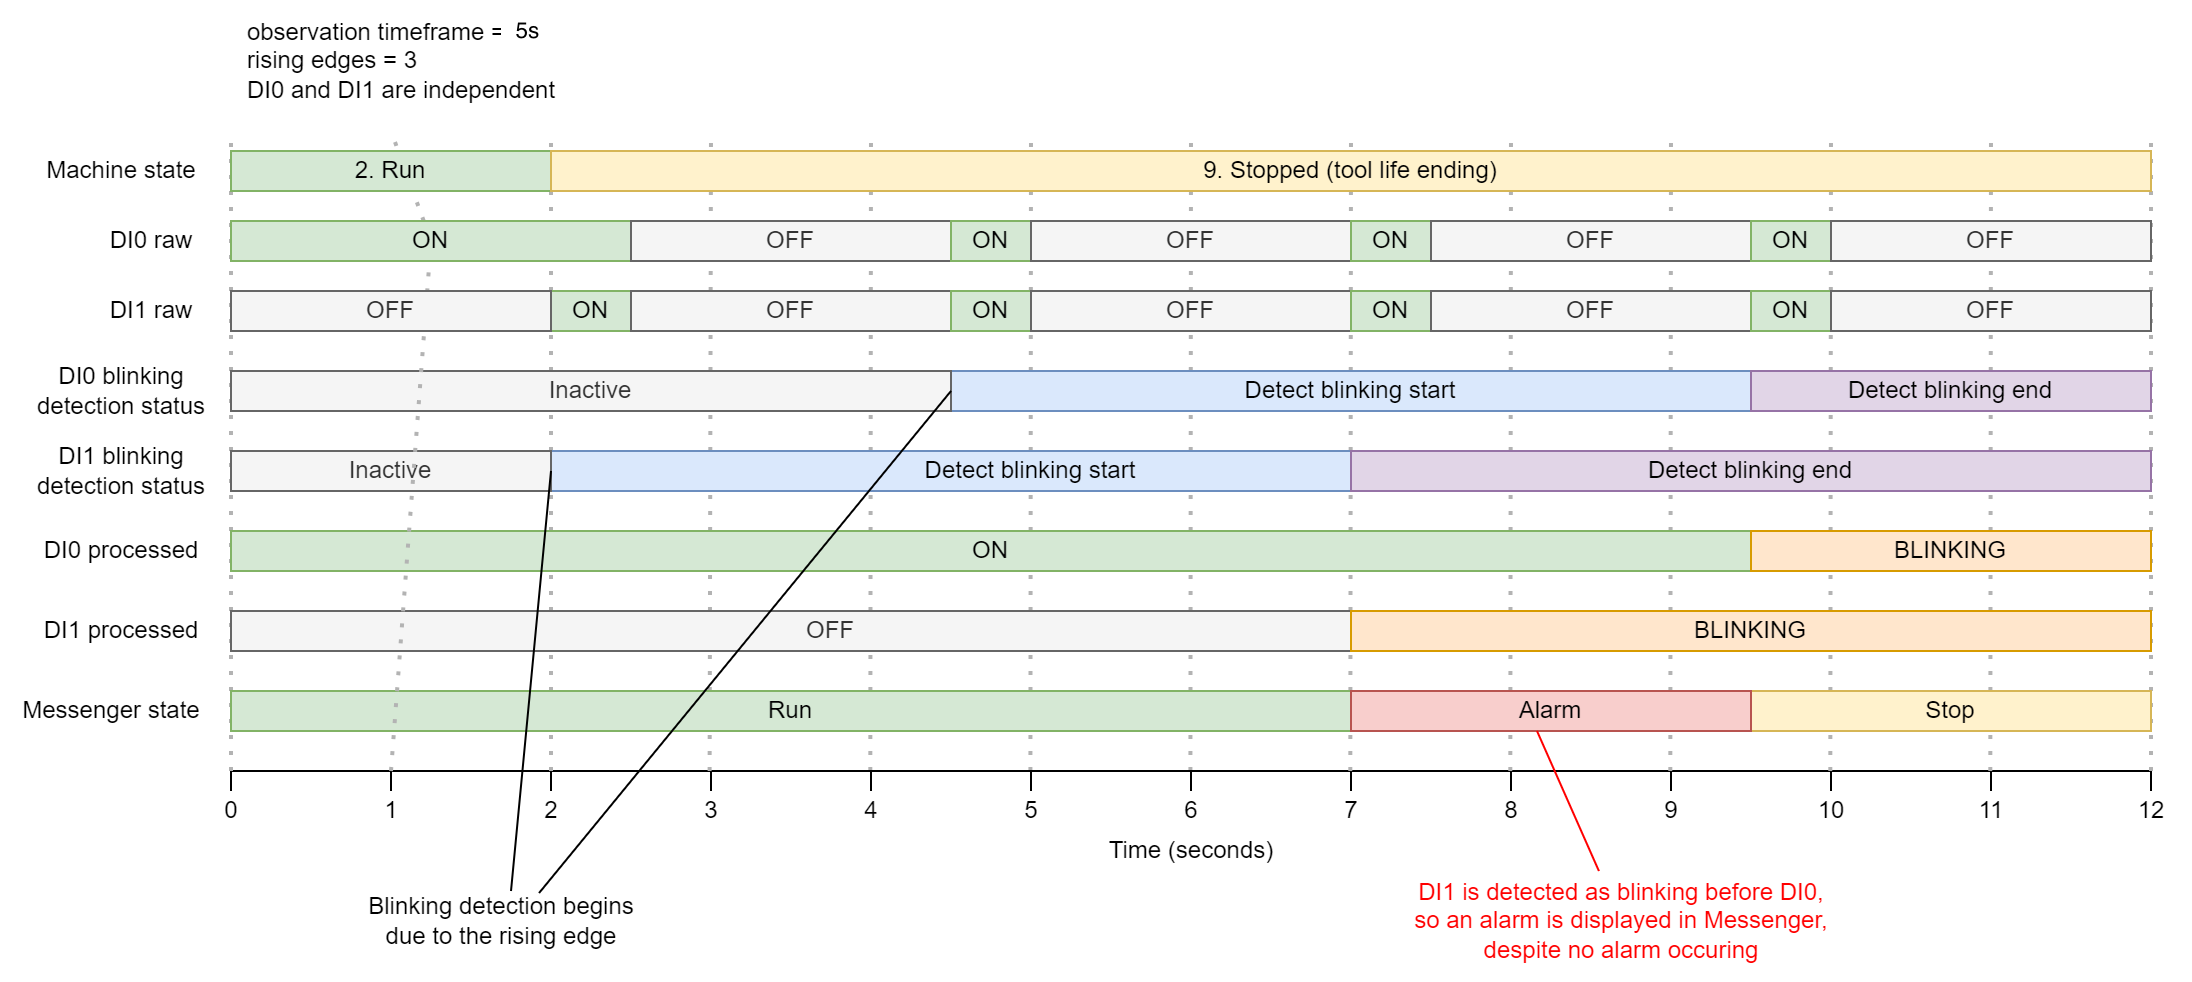 observation timeframe = 5s
rising edges = 3
DI0 and DI1 are independent
Machine state
2. Run
9. Stopped (tool life ending)
DI0 raw
ON
OFF
ON
OFF
ON
OFF
ON
OFF
DI1 raw
OFF
ON
OFF
ON
OFF
ON
OFF
ON
OFF
DI0 blinking
detection status
Inactive
Detect blinking start
Detect blinking end
DI1 blinking
detection status
Inactive
Detect blinking start
Detect blinking end
DI0 processed
ON
BLINKING
DI1 processed
OFF
BLINKING
Messenger state
Run
Alarm
Stop
0 1 2 3 4 5 6 7 8 9 10 11 12
Time (seconds)
Blinking detection begins
due to the rising edge
DI1 is detected as blinking before DI0,
so an alarm is displayed in Messenger,
despite no alarm occuring